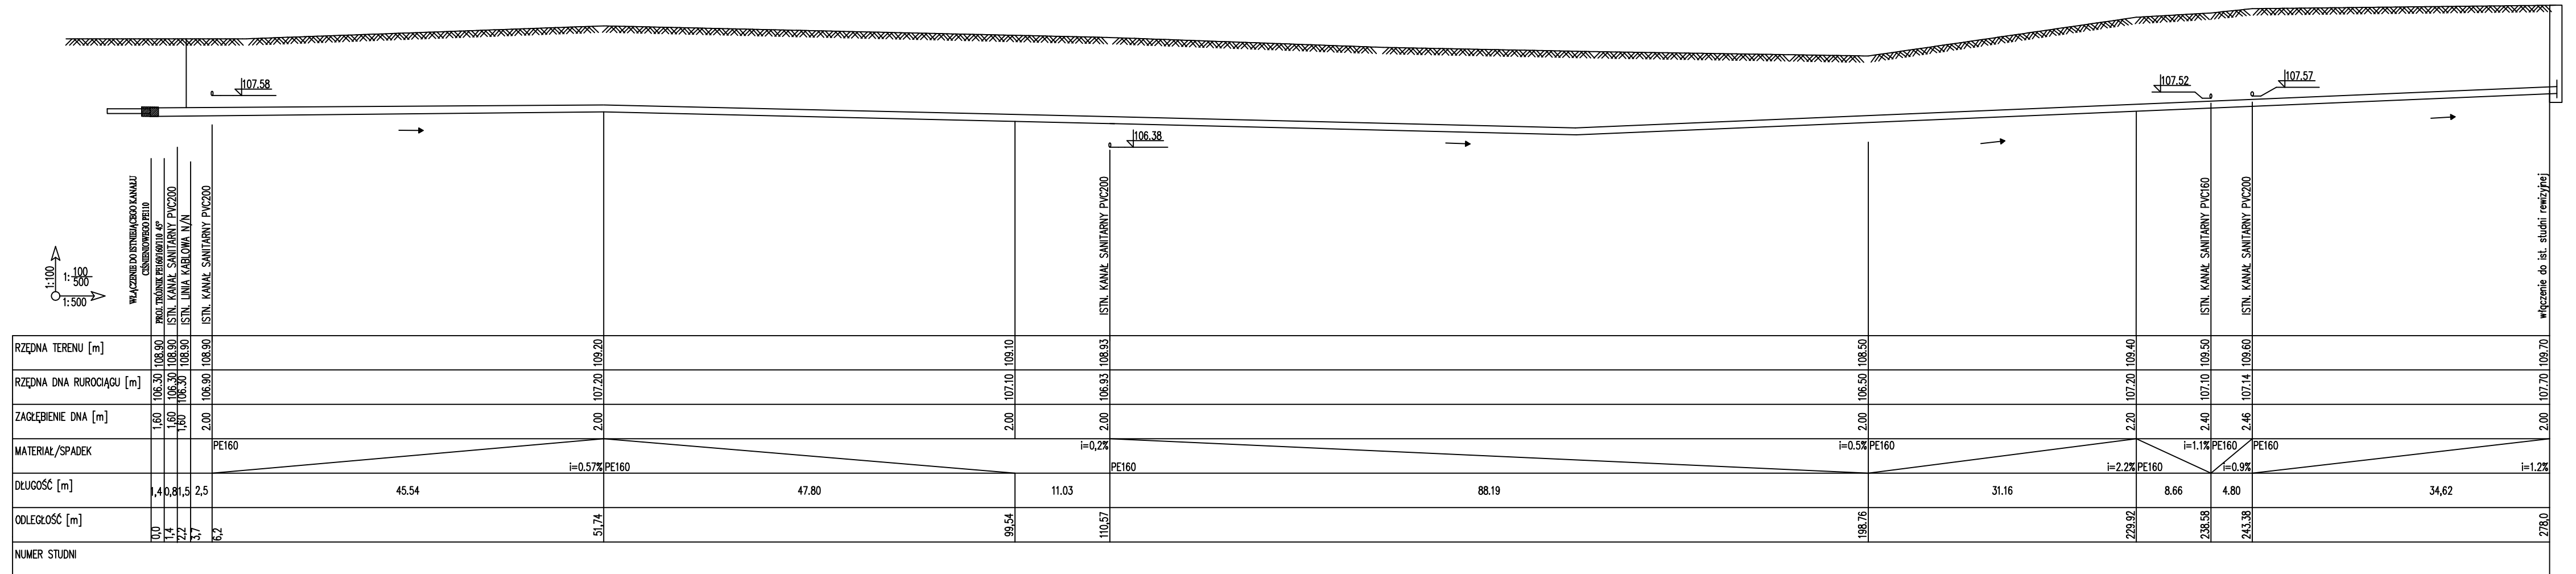 107.58
107.52
107.57
106.38
WŁĄCZENIE DO ISTNIEJĄCEGO KANAŁU
CIŚNIENIOWEGO PE110
PROJ. TRÓJNIK PE160/160/110 45°
ISTN. KANAŁ SANITARNY PVC200
ISTN. LINIA KABLOWA N/N
ISTN. KANAŁ SANITARNY PVC200
ISTN. KANAŁ SANITARNY PVC200
ISTN. KANAŁ SANITARNY PVC160
ISTN. KANAŁ SANITARNY PVC200
włączenie do ist. studni rewizyjnej
1:100
1: 100
500
1:500
RZĘDNA TERENU [m] 108.90 108.90 108.90 108.90 109.20 109.10 108.93 108.50 109.40 109.50 109.60 109.70
RZĘDNA DNA RUROCIĄGU [m] 106.30 106.30 106.30 106.90 107.20 107.10 106.93 106.50 107.20 107.10 107.14 107.70
ZAGŁĘBIENIE DNA [m] 1,60 1,60 1,60 2.00 2.00 2.00 2.00 2.00 2.20 2.40 2.46 2.00
MATERIAŁ/SPADEK PE160 i=0,2% i=0.5% PE160 i=1.1% PE160 PE160
i=0.57% PE160 PE160 i=2.2% PE160 i=0.9% i=1.2%
DŁUGOŚĆ [m] 1,4 0,8 1,5 2,5 45.54 47.80 11.03 88.19 31.16 8.66 4.80 34,62
ODLEGŁOŚĆ [m] 0,0 1,4 2,2 3,7 6,2 51,74 99,54 110,57 198.76 229.92 238.58 243.38 278,0
NUMER STUDNI